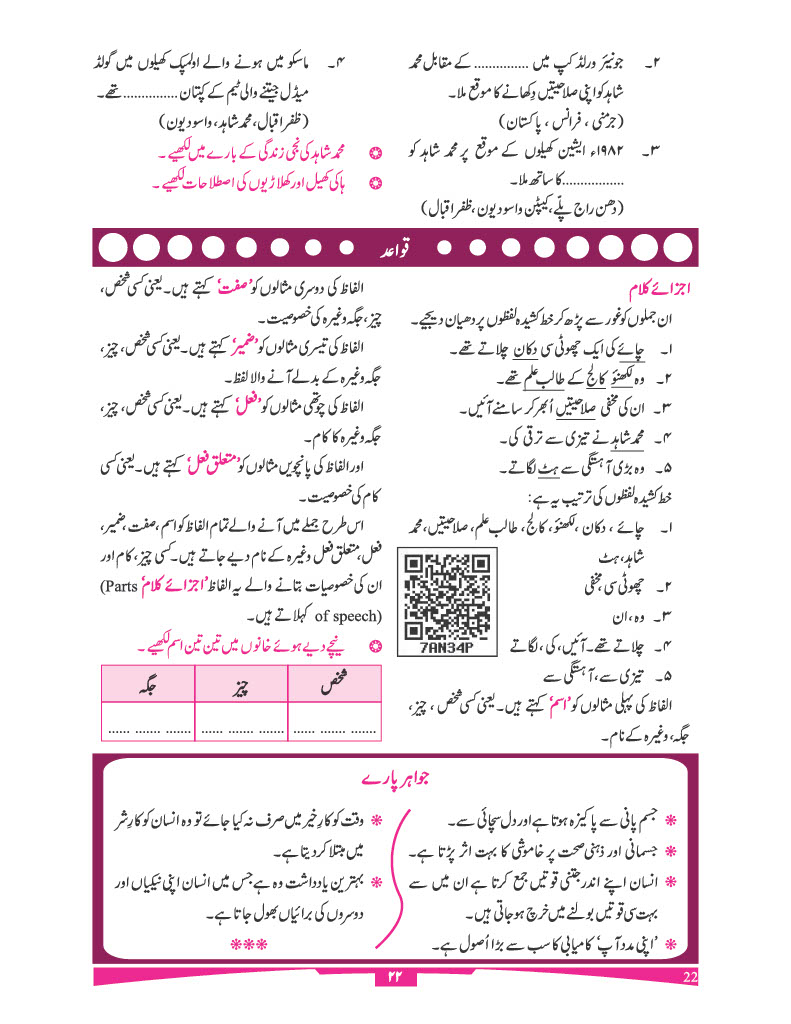 ۲۔ جونیئر ورلڈ کپ میں ............... کے مقابل محمد
شاہد کو اپنی صلاحیتیں دِکھانے کا موقع ملا۔
(جرمنی ، فرانس ، پاکستان)
۳۔ ۱۹۸۲ء ایشین کھیلوں کے موقع پر محمد شاہد کو
.................کا ساتھ ملا۔
(دھن راج پلّے، کیپٹن واسودیون، ظفر اقبال)
۴۔ ماسکو میں ہونے والے اولمپک کھیلوں میں گولڈ
میڈل جیتنے والی ٹیم کے کپتان ...............تھے۔
(ظفر اقبال، محمد شاہد، واسودیون)
محمد شاہد کی نجی زندگی کے بارے میں لکھیے۔
ہاکی کھیل اور کھلاڑیوں کی اصطلاحات لکھیے۔
قواعد
اجزائے کلام
ان جملوں کو غور سے پڑھ کر خط کشیدہ لفظوں پر دھیان دیجیے۔
۱۔ چائے کی ایک چھوٹی سی دکان چلاتے تھے۔
۲۔ وہ لکھنؤ کالج کے طالب علم تھے۔
۳۔ ان کی مخفی صلاحیتیں اُبھر کر سامنے آئیں۔
۴۔ محمد شاہد نے تیزی سے ترقی کی۔
۵۔ وہ بڑی آہستگی سے ہٹ لگاتے۔
خط کشیدہ لفظوں کی ترتیب یہ ہے:
۱۔ چائے ، دکان ، لکھنؤ، کالج ، طالب علم، صلاحیتیں، محمد
شاہد، ہٹ
۲۔ چھوٹی سی، مخفی
۳۔ وہ، ان
۴۔ چلاتے تھے۔ آئیں، کی، لگاتے
۵۔ تیزی سے، آہستگی سے
7AN34P
الفاظ کی پہلی مثالوں کو 'اسم' کہتے ہیں۔ یعنی کسی شخص ، چیز،
جگہ، وغیرہ کے نام۔
الفاظ کی دوسری مثالوں کو 'صفت' کہتے ہیں۔ یعنی کسی شخص،
چیز، جگہ وغیرہ کی خصوصیت۔
الفاظ کی تیسری مثالوں کو 'ضمیر' کہتے ہیں۔ یعنی کسی شخص، چیز،
جگہ وغیرہ کے بدلے آنے والا لفظ۔
الفاظ کی چوتھی مثالوں کو 'فعل' کہتے ہیں۔ یعنی کسی شخص، چیز،
جگہ وغیرہ کا کام۔
اور الفاظ کی پانچویں مثالوں کو 'متعلق فعل' کہتے ہیں۔ یعنی کسی
کام کی خصوصیت۔
اس طرح جملے میں آنے والے تمام الفاظ کو اسم، صفت، ضمیر،
فعل، متعلق فعل وغیرہ کے نام دیے جاتے ہیں۔ کسی چیز، کام اور
ان کی خصوصیات بتانے والے یہ الفاظ 'اجزائے کلام' (Parts
of speech) کہلاتے ہیں۔
نیچے دیے ہوئے خانوں میں تین تین اسم لکھیے۔
شخص چیز جگہ
...... ....... ....... ...... ....... ....... ...... ....... .......
جواہر پارے
جسم پانی سے پاکیزہ ہوتا ہے اور دل سچائی سے۔
جسمانی اور ذہنی صحت پر خاموشی کا بہت اثر پڑتا ہے۔
انسان اپنے اندر جتنی قوتیں جمع کرتا ہے ان میں سے
بہت سی قوتیں بولنے میں خرچ ہو جاتی ہیں۔
'اپنی مدد آپ' کامیابی کا سب سے بڑا اُصول ہے۔
وقت کو کارِ خیر میں صرف نہ کیا جائے تو وہ انسان کو کارِ شر
میں مبتلا کر دیتا ہے۔
بہترین یادداشت وہ ہے جس میں انسان اپنی نیکیاں اور
دوسروں کی برائیاں بھول جاتا ہے۔
۲۲
22